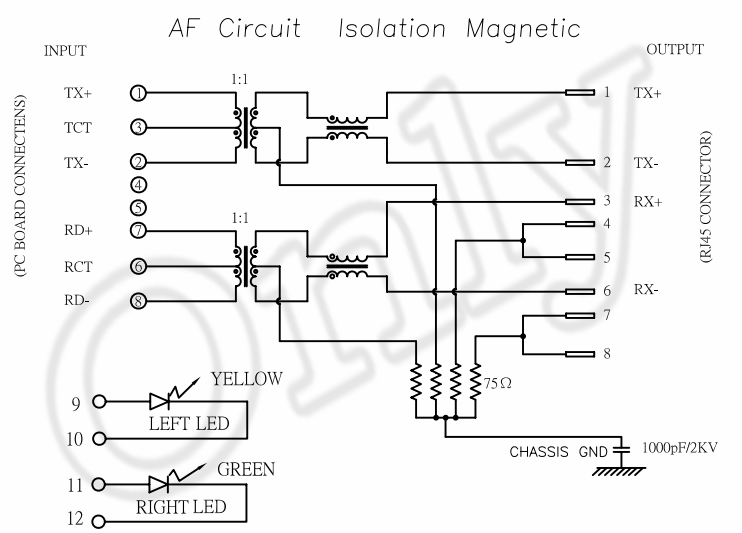 AF Circuit Isolation Magnetic
INPUT
OUTPUT
1:1
TX+ 1
1 TX+
TCT 3
TX- 2
2 TX-
4
3 RX+
5
4
1:1
RD+ 7
5
RCT 6
6 RX-
RD- 8
7
8
(PC BOARD CONNECTENS)
(RJ45 CONNECTOR)
75Ω
YELLOW
9
LEFT LED
10
CHASSIS GND
1000pF/2KV
GREEN
11
RIGHT LED
12
Only